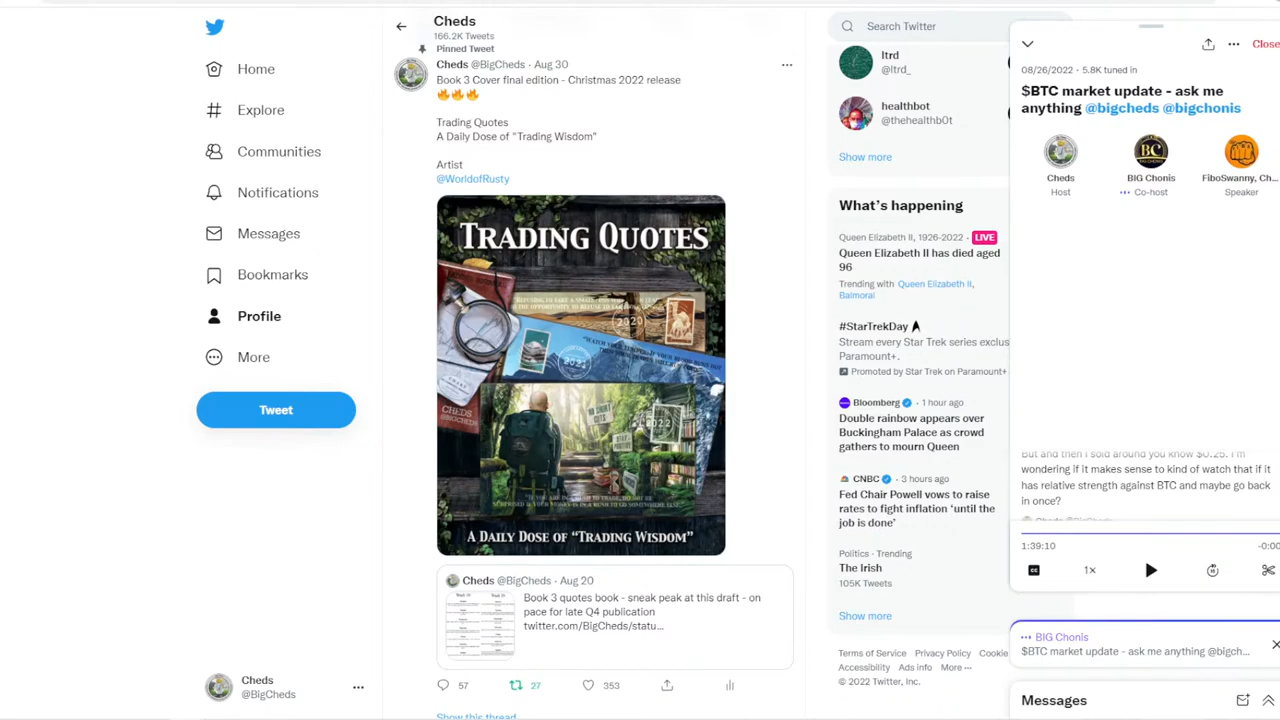 Home
Explore
Communities
Notifications
Messages
Bookmarks
Profile
More
Tweet
Cheds
@BigCheds
Cheds
166.2K Tweets
Pinned Tweet
Cheds @BigCheds · Aug 30
Book 3 Cover final edition - Christmas 2022 release
🔥🔥🔥
Trading Quotes
A Daily Dose of "Trading Wisdom"
Artist
@WorldofRusty
TRADING QUOTES
2020
2021
2022
CHEDS
@BIGCHEDS
A DAILY DOSE OF "TRADING WISDOM"
Cheds @BigCheds · Aug 20
Book 3 quotes book - sneak peak at this draft - on
pace for late Q4 publication
twitter.com/BigCheds/statu...
57
27
353
Show this thread
Search Twitter
ltrd
@ltrd_
healthbot
@thehealthb0t
Show more
What's happening
Queen Elizabeth II, 1926-2022 · LIVE
Queen Elizabeth II has died aged
96
Trending with Queen Elizabeth II,
Balmoral
#StarTrekDay
Stream every Star Trek series exclus
Paramount+.
Promoted by Star Trek on Paramount+
Bloomberg · 1 hour ago
Double rainbow appears over
Buckingham Palace as crowd
gathers to mourn Queen
CNBC · 3 hours ago
Fed Chair Powell vows to raise
rates to fight inflation 'until the
job is done'
Politics · Trending
The Irish
105K Tweets
Show more
Terms of Service Privacy Policy Cookie
Accessibility Ads info More ···
© 2022 Twitter, Inc.
Close
08/26/2022 · 5.8K tuned in
$BTC market update - ask me
anything @bigcheds @bigchonis
BC
Cheds
Host
BIG Chonis
Co-host
FiboSwanny, Ch...
Speaker
But and then I sold around you know $0.25. I'm
wondering if it makes sense to kind of watch that if it
has relative strength against BTC and maybe go back
in once?
Cheds @BigCheds
1:39:10
-0:00
CC
1×
BIG Chonis
$BTC market update - ask me anything @bigch...
Messages